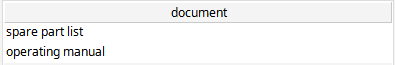 document
spare part list
operating manual